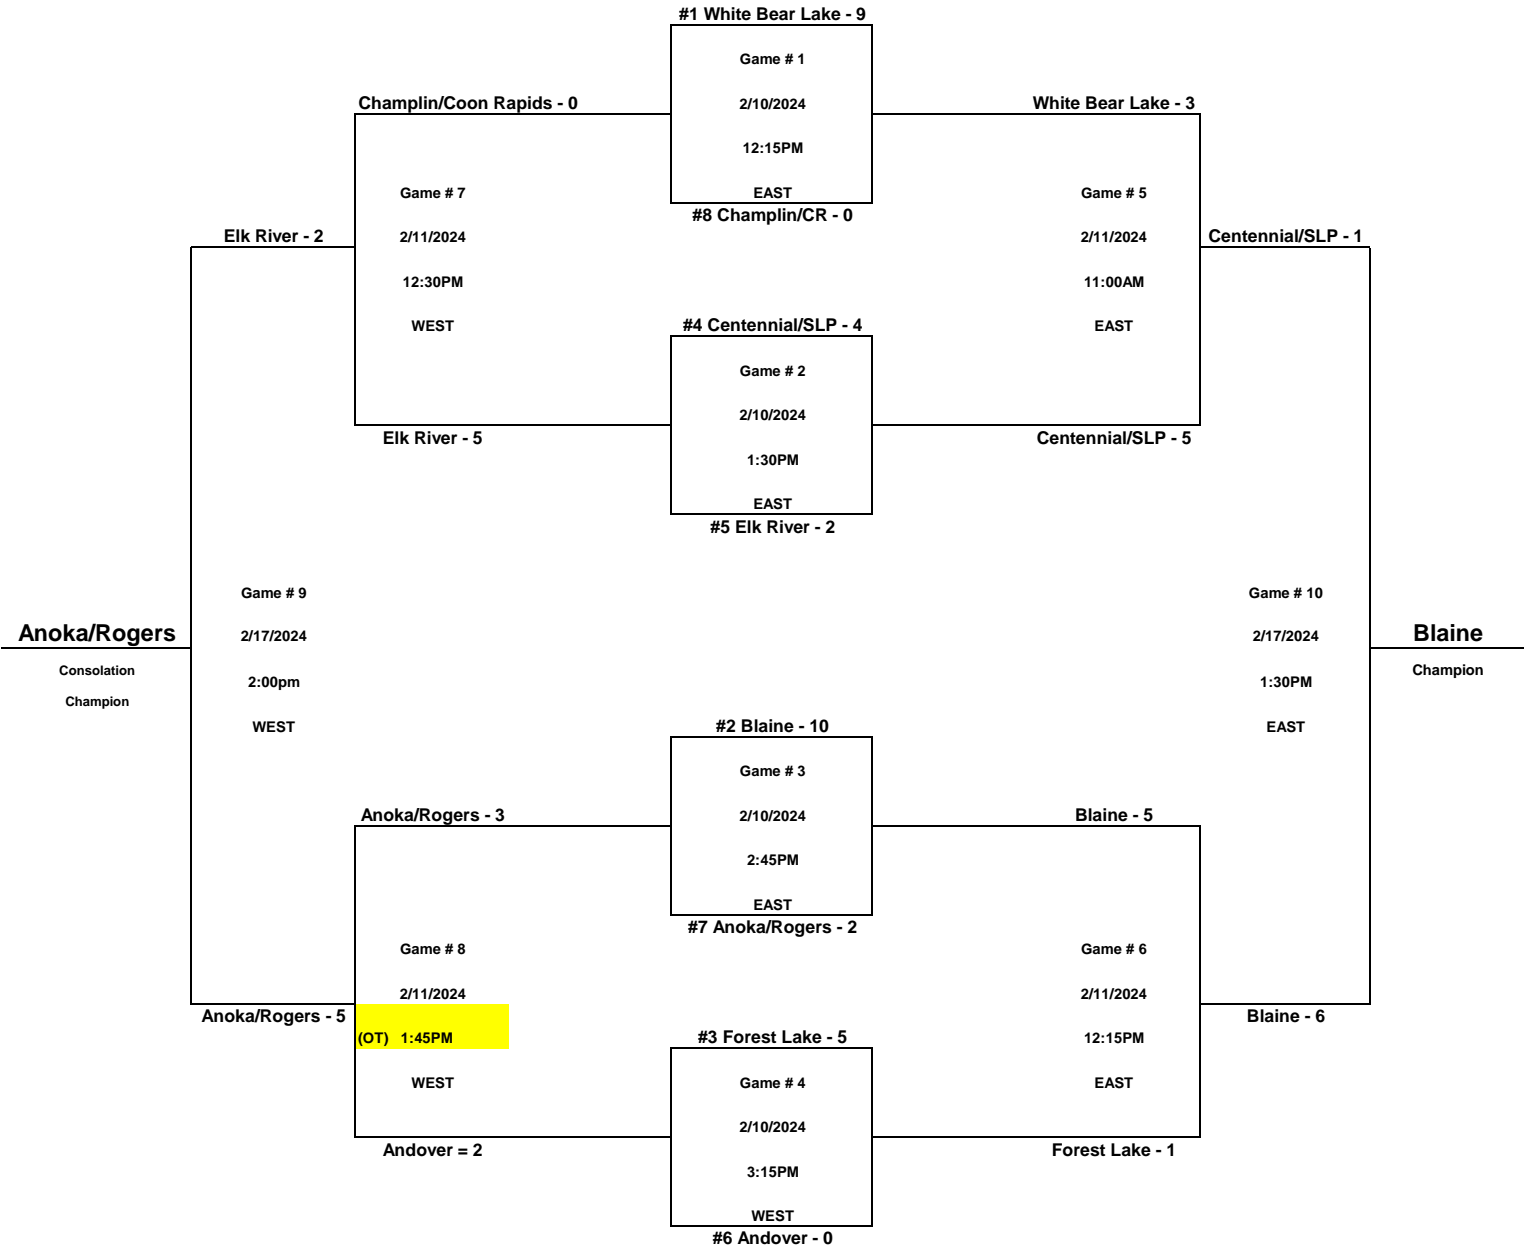 #1 White Bear Lake - 9
Game # 1
Champlin/Coon Rapids - 0
2/10/2024
White Bear Lake - 3
12:15PM
Game # 7
EAST
Game # 5
#8 Champlin/CR - 0
Elk River - 2
2/11/2024
2/11/2024
Centennial/SLP - 1
12:30PM
11:00AM
WEST
#4 Centennial/SLP - 4
EAST
Game # 2
2/10/2024
Elk River - 5
Centennial/SLP - 5
1:30PM
EAST
#5 Elk River - 2
Game # 9
Game # 10
Anoka/Rogers
2/17/2024
2/17/2024
Blaine
Consolation
Champion
2:00pm
1:30PM
Champion
WEST
#2 Blaine - 10
EAST
Game # 3
Anoka/Rogers - 3
2/10/2024
Blaine - 5
2:45PM
EAST
#7 Anoka/Rogers - 2
Game # 8
Game # 6
2/11/2024
2/11/2024
Anoka/Rogers - 5
Blaine - 6
(OT) 1:45PM
#3 Forest Lake - 5
12:15PM
WEST
Game # 4
EAST
2/10/2024
Andover = 2
Forest Lake - 1
3:15PM
WEST
#6 Andover - 0